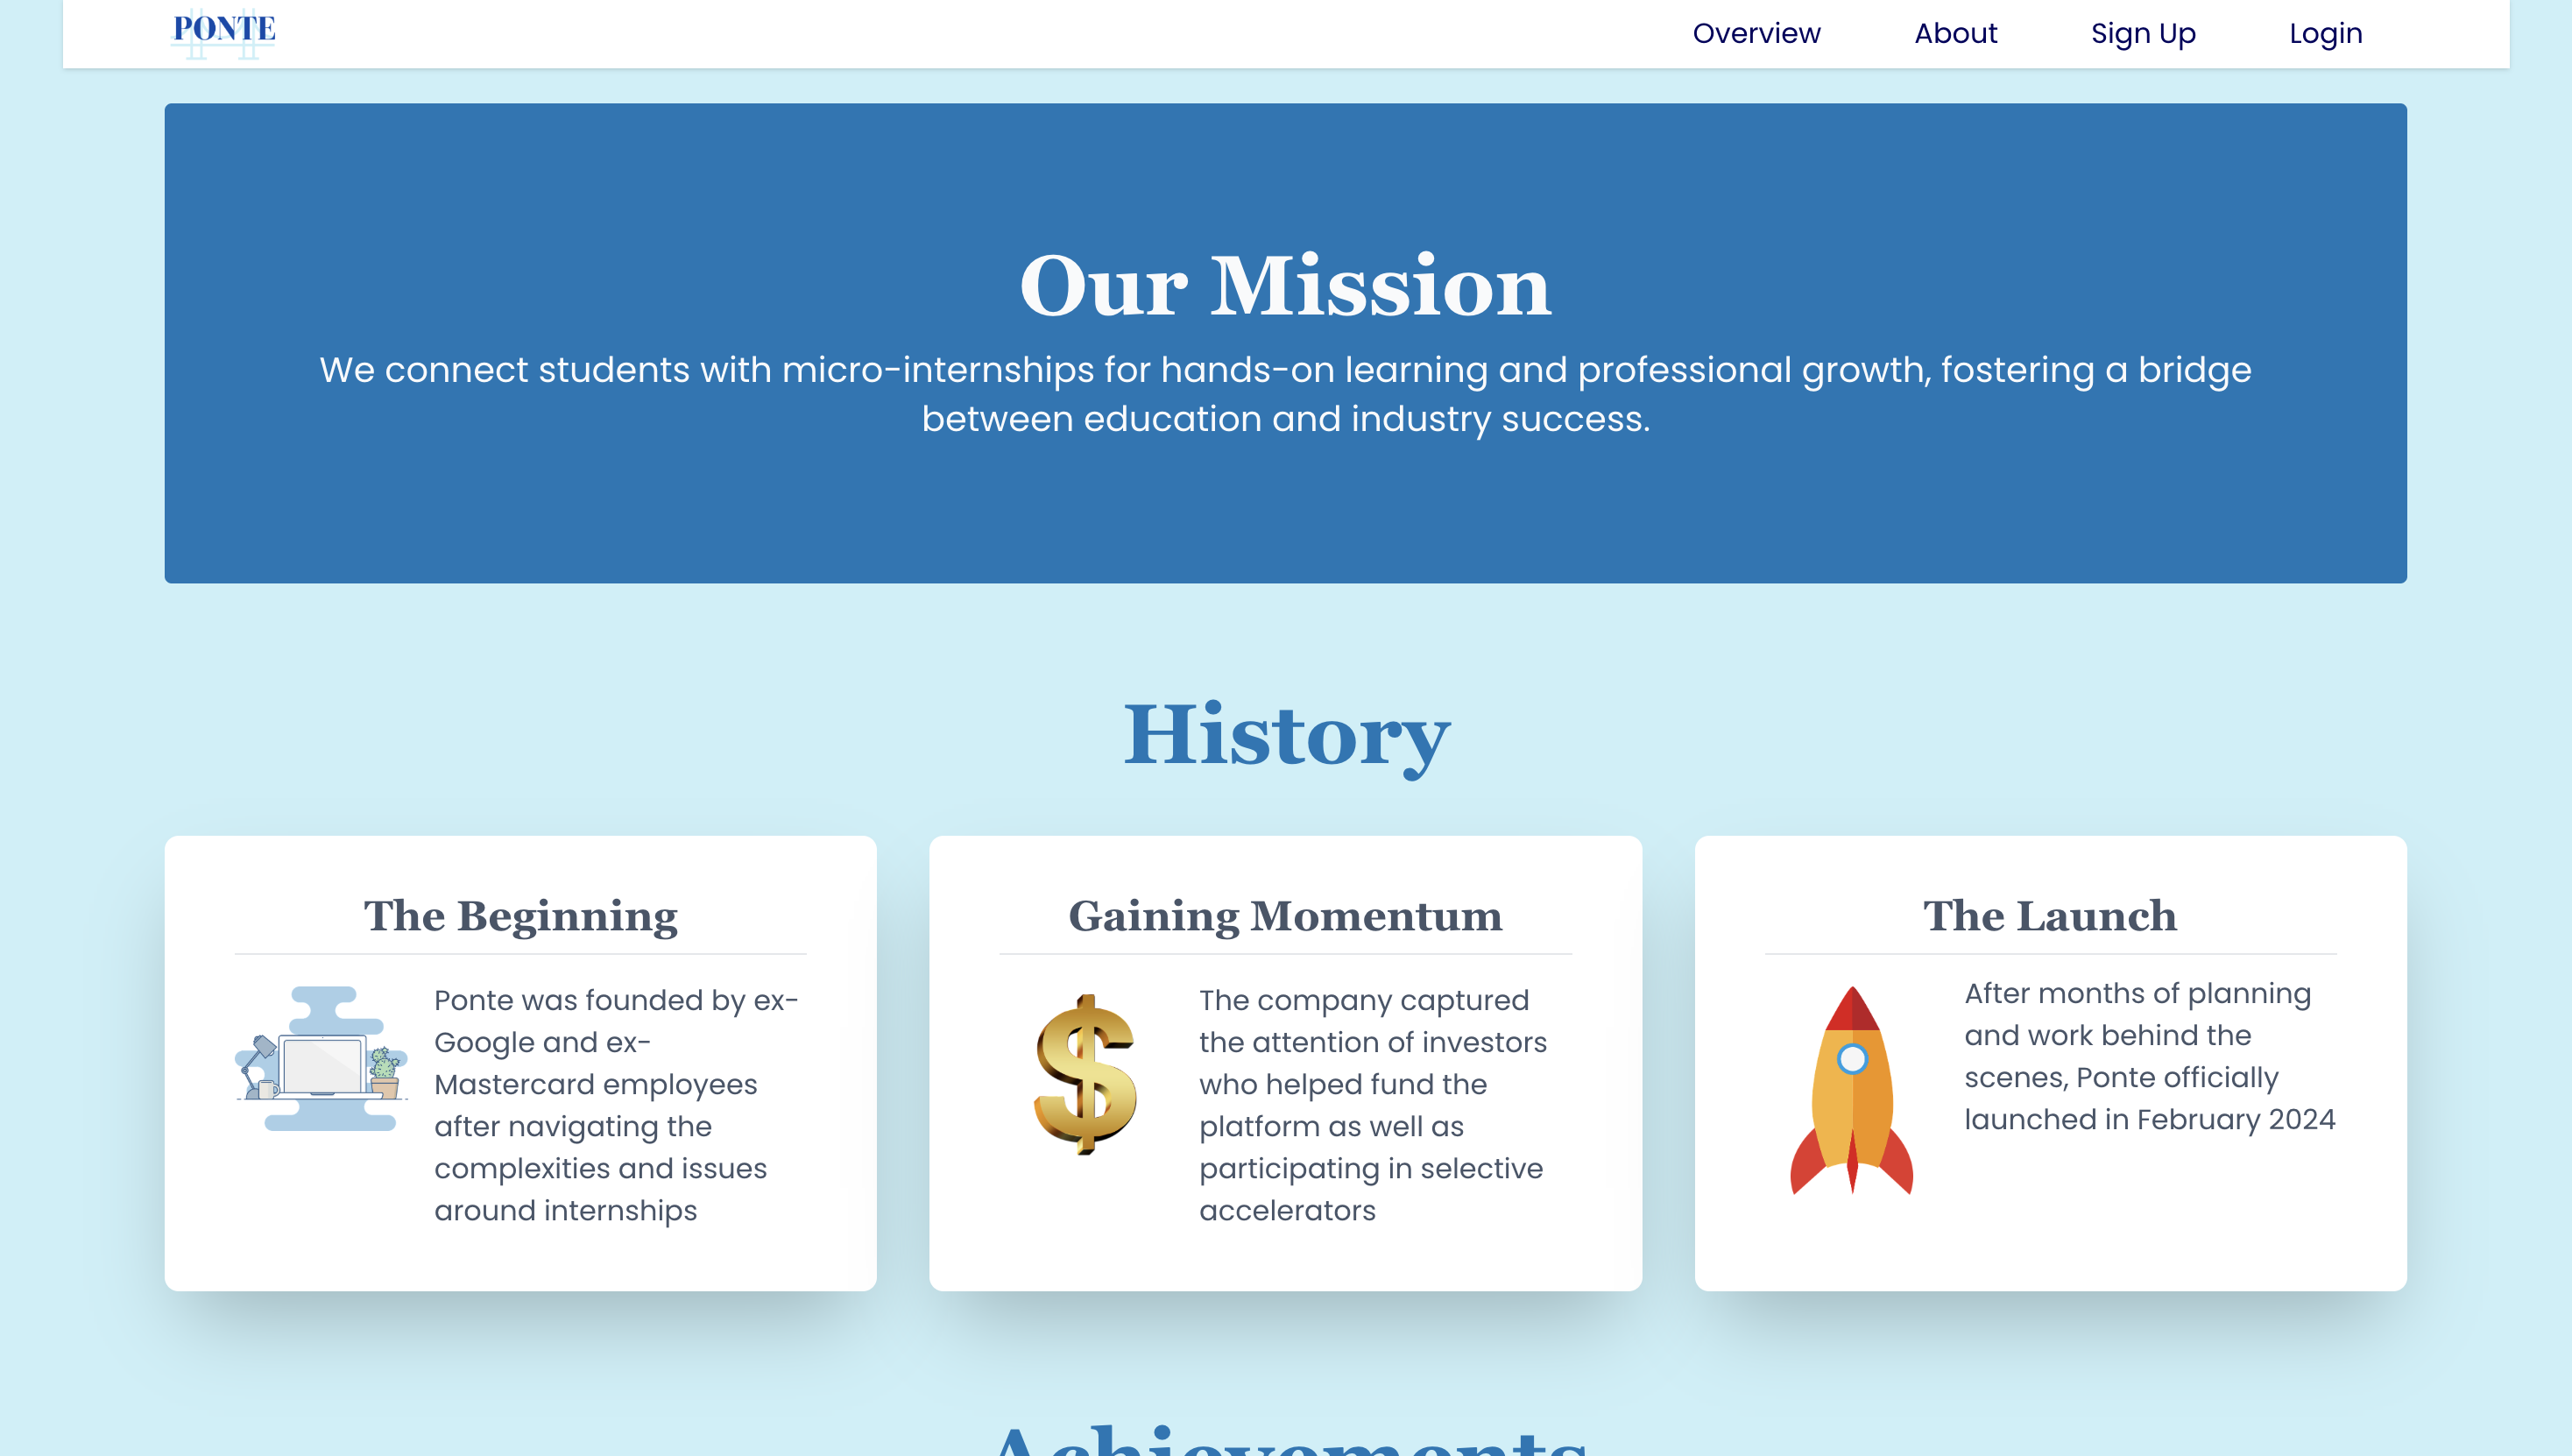 PONTE
Overview
About
Sign Up
Login
Our Mission
We connect students with micro-internships for hands-on learning and professional growth, fostering a bridge
between education and industry success.
History
The Beginning
Ponte was founded by ex-
Google and ex-
Mastercard employees
after navigating the
complexities and issues
around internships
Gaining Momentum
The company captured
the attention of investors
who helped fund the
platform as well as
participating in selective
accelerators
The Launch
After months of planning
and work behind the
scenes, Ponte officially
launched in February 2024
Achievements